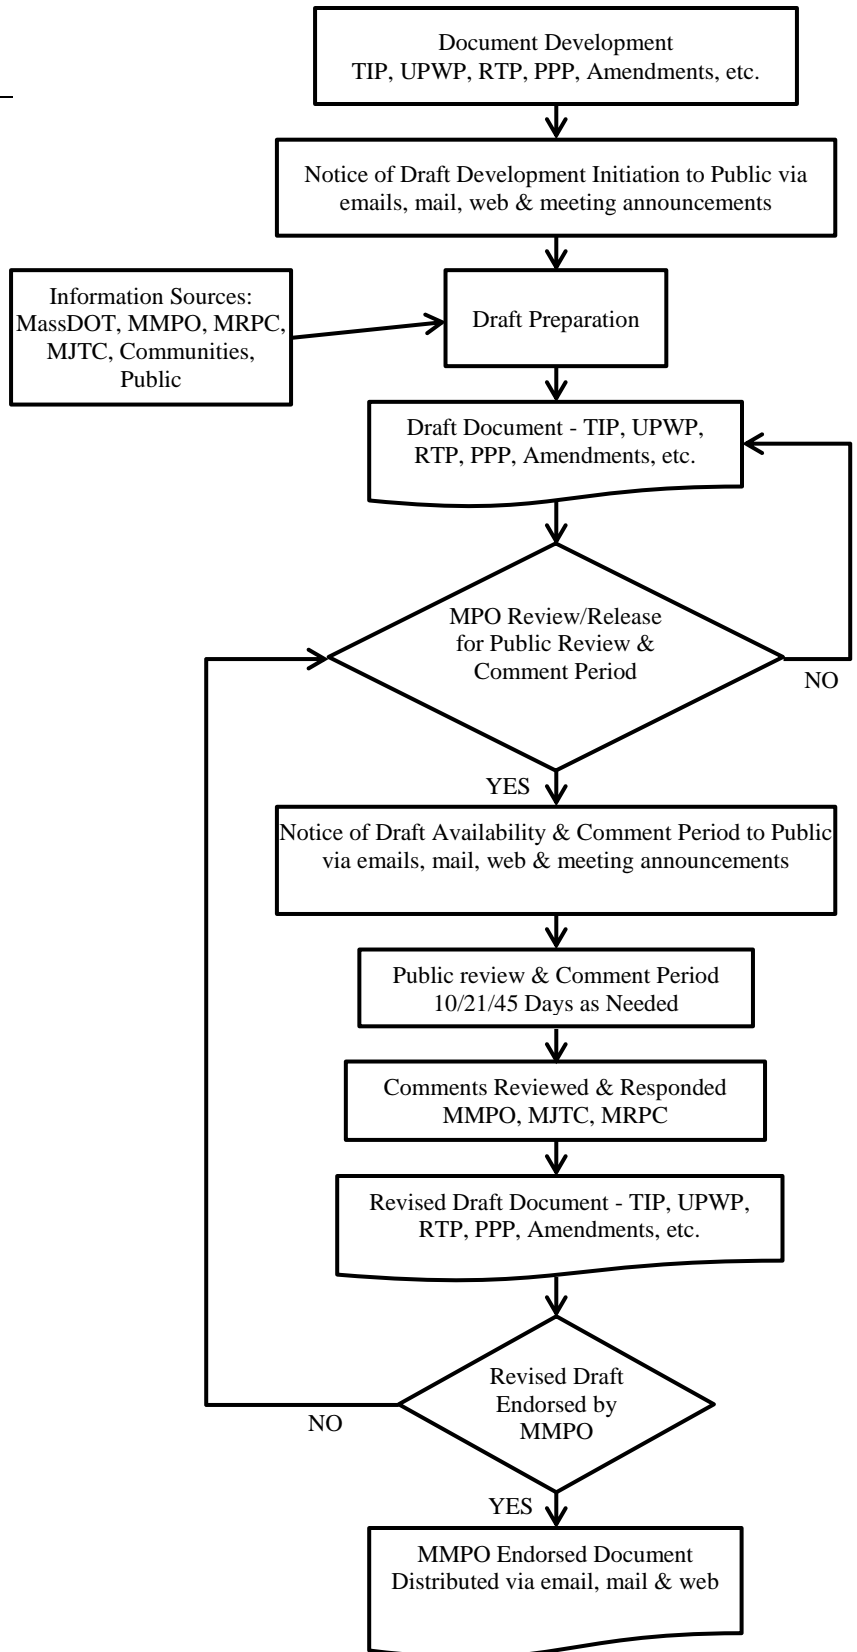 Document Development
TIP, UPWP, RTP, PPP, Amendments, etc.
Notice of Draft Development Initiation to Public via
emails, mail, web & meeting announcements
Information Sources:
MassDOT, MMPO, MRPC,
MJTC, Communities,
Public
Draft Preparation
Draft Document - TIP, UPWP,
RTP, PPP, Amendments, etc.
MPO Review/Release
for Public Review &
Comment Period
NO
YES
Notice of Draft Availability & Comment Period to Public
via emails, mail, web & meeting announcements
Public review & Comment Period
10/21/45 Days as Needed
Comments Reviewed & Responded
MMPO, MJTC, MRPC
Revised Draft Document - TIP, UPWP,
RTP, PPP, Amendments, etc.
Revised Draft
Endorsed by
MMPO
NO
YES
MMPO Endorsed Document
Distributed via email, mail & web